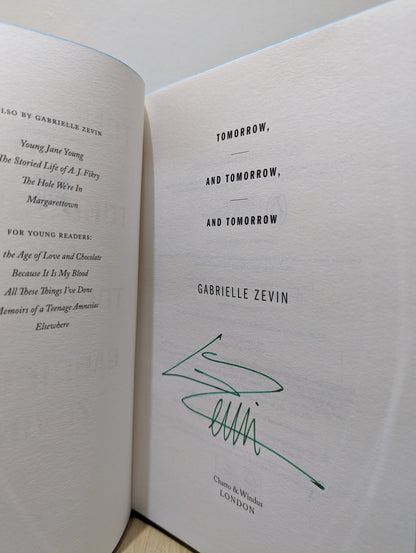 ALSO BY GABRIELLE ZEVIN
Young Jane Young
The Storied Life of A. J. Fikry
The Hole We're In
Margarettown
FOR YOUNG READERS:
the Age of Love and Chocolate
Because It Is My Blood
All These Things I've Done
Memoirs of a Teenage Amnesiac
Elsewhere
TOMORROW,
AND TOMORROW,
AND TOMORROW
GABRIELLE ZEVIN
Chatto & Windus
LONDON